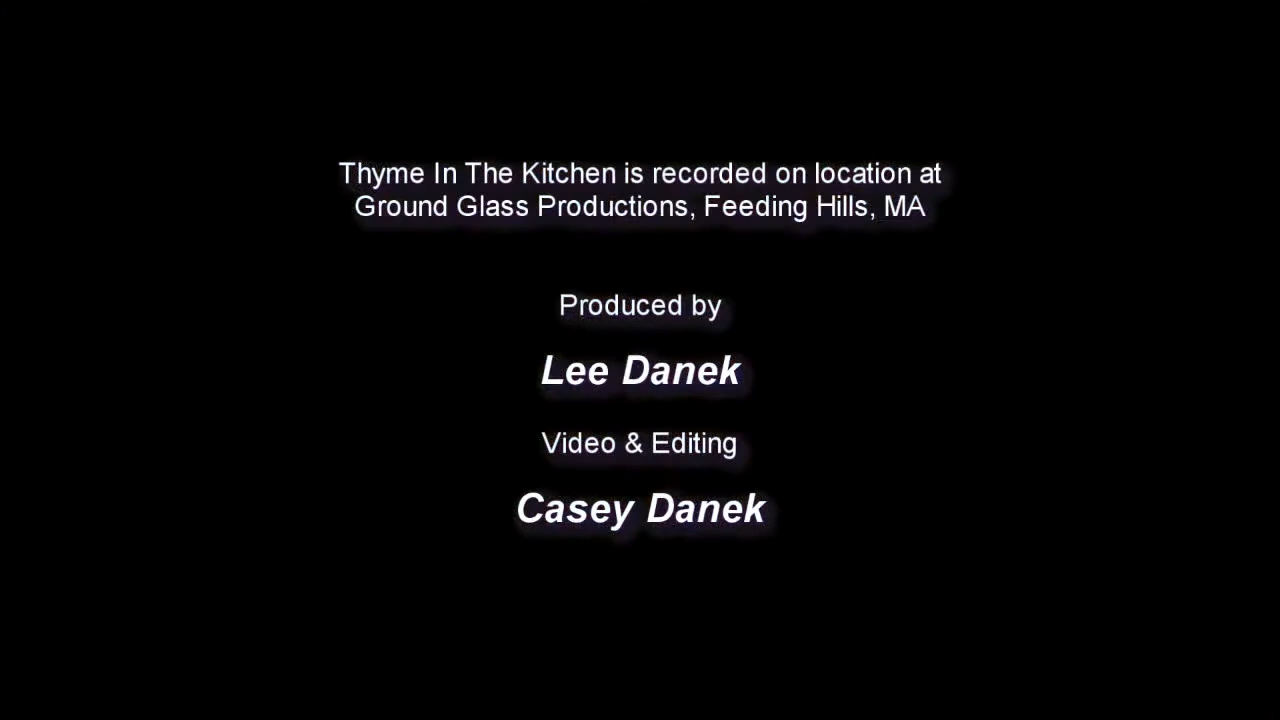 Thyme In The Kitchen is recorded on location at
Ground Glass Productions, Feeding Hills, MA
Produced by
Lee Danek
Video & Editing
Casey Danek